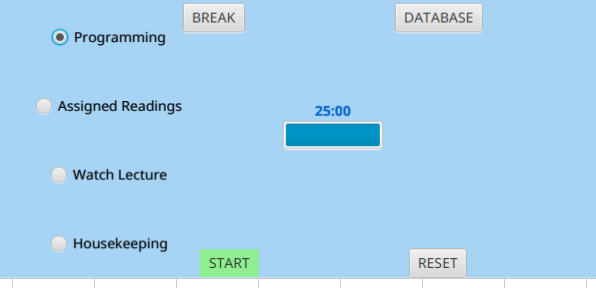 BREAK
DATABASE
Programming
Assigned Readings
25:00
Watch Lecture
Housekeeping
START
RESET